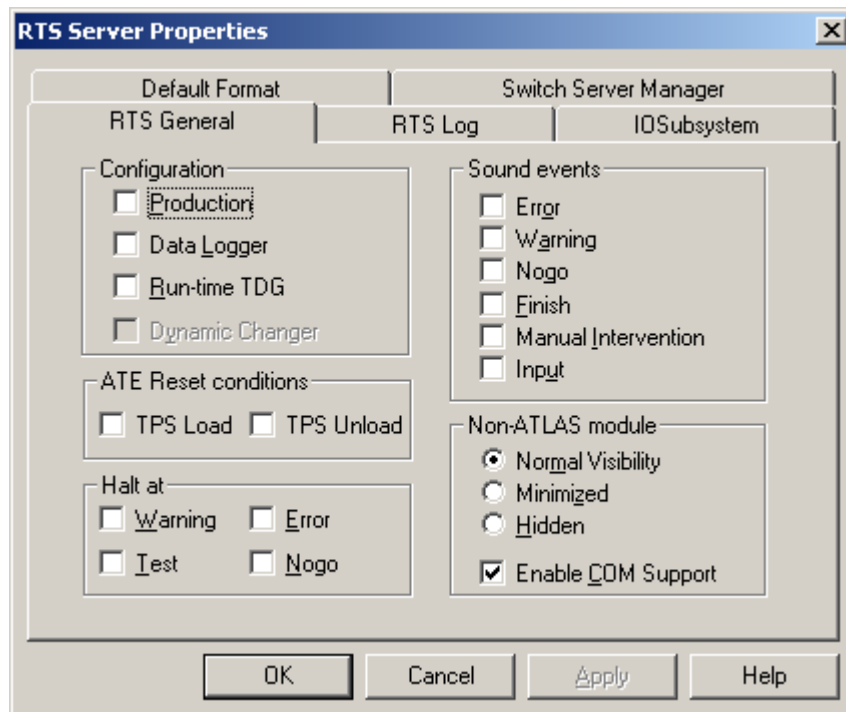 RTS Server Properties
Default Format
Switch Server Manager
RTS General
RTS Log
IOSubsystem
Configuration
Production
Data Logger
Run-time TDG
Dynamic Changer
ATE Reset conditions
TPS Load
TPS Unload
Halt at
Warning
Error
Test
Nogo
Sound events
Error
Warning
Nogo
Finish
Manual Intervention
Input
Non-ATLAS module
Normal Visibility
Minimized
Hidden
Enable COM Support
OK
Cancel
Apply
Help